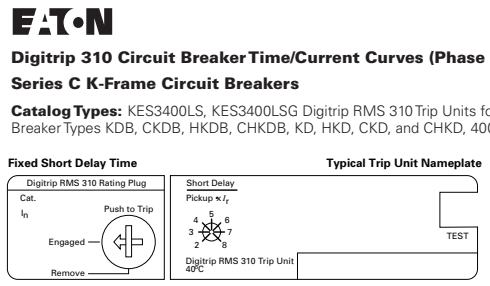 EATON
Digitrip 310 Circuit Breaker Time/Current Curves (Phase
Series C K-Frame Circuit Breakers
Catalog Types: KES3400LS, KES3400LSG Digitrip RMS 310 Trip Units fo
Breaker Types KDB, CKDB, HKDB, CHKDB, KD, HKD, CKD, and CHKD, 400
Fixed Short Delay Time
Typical Trip Unit Nameplate
Digitrip RMS 310 Rating Plug
Cat.
In
Push to Trip
Engaged
Remove
Short Delay
Pickup x Ir
5
4 6
3 7
2 8
Digitrip RMS 310 Trip Unit
40°C
TEST